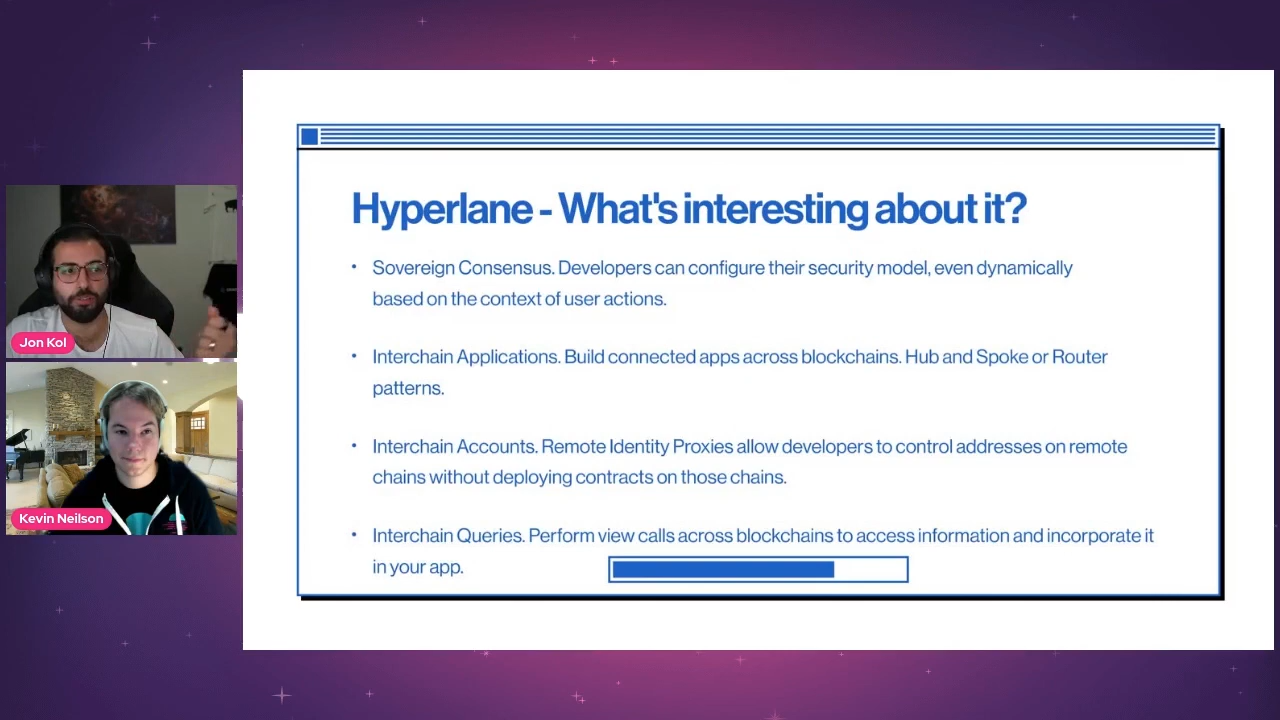 Hyperlane - What's interesting about it?
• Sovereign Consensus. Developers can configure their security model, even dynamically
based on the context of user actions.
• Interchain Applications. Build connected apps across blockchains. Hub and Spoke or Router
patterns.
• Interchain Accounts. Remote Identity Proxies allow developers to control addresses on remote
chains without deploying contracts on those chains.
• Interchain Queries. Perform view calls across blockchains to access information and incorporate it
in your app.
Jon Kol
Kevin Neilson